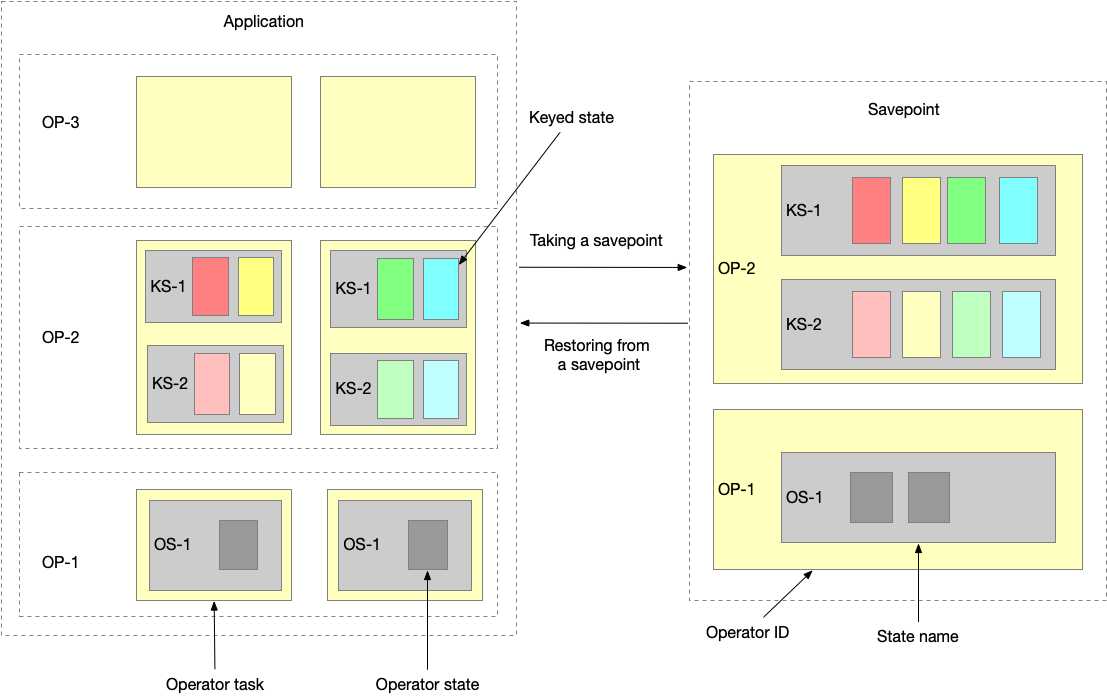 Application
OP-3
OP-2
KS-1
KS-1
KS-2
KS-2
OP-1
OS-1
OS-1
Operator task
Operator state
Keyed state
Taking a savepoint
Restoring from
a savepoint
Savepoint
OP-2
KS-1
KS-2
OP-1
OS-1
Operator ID
State name